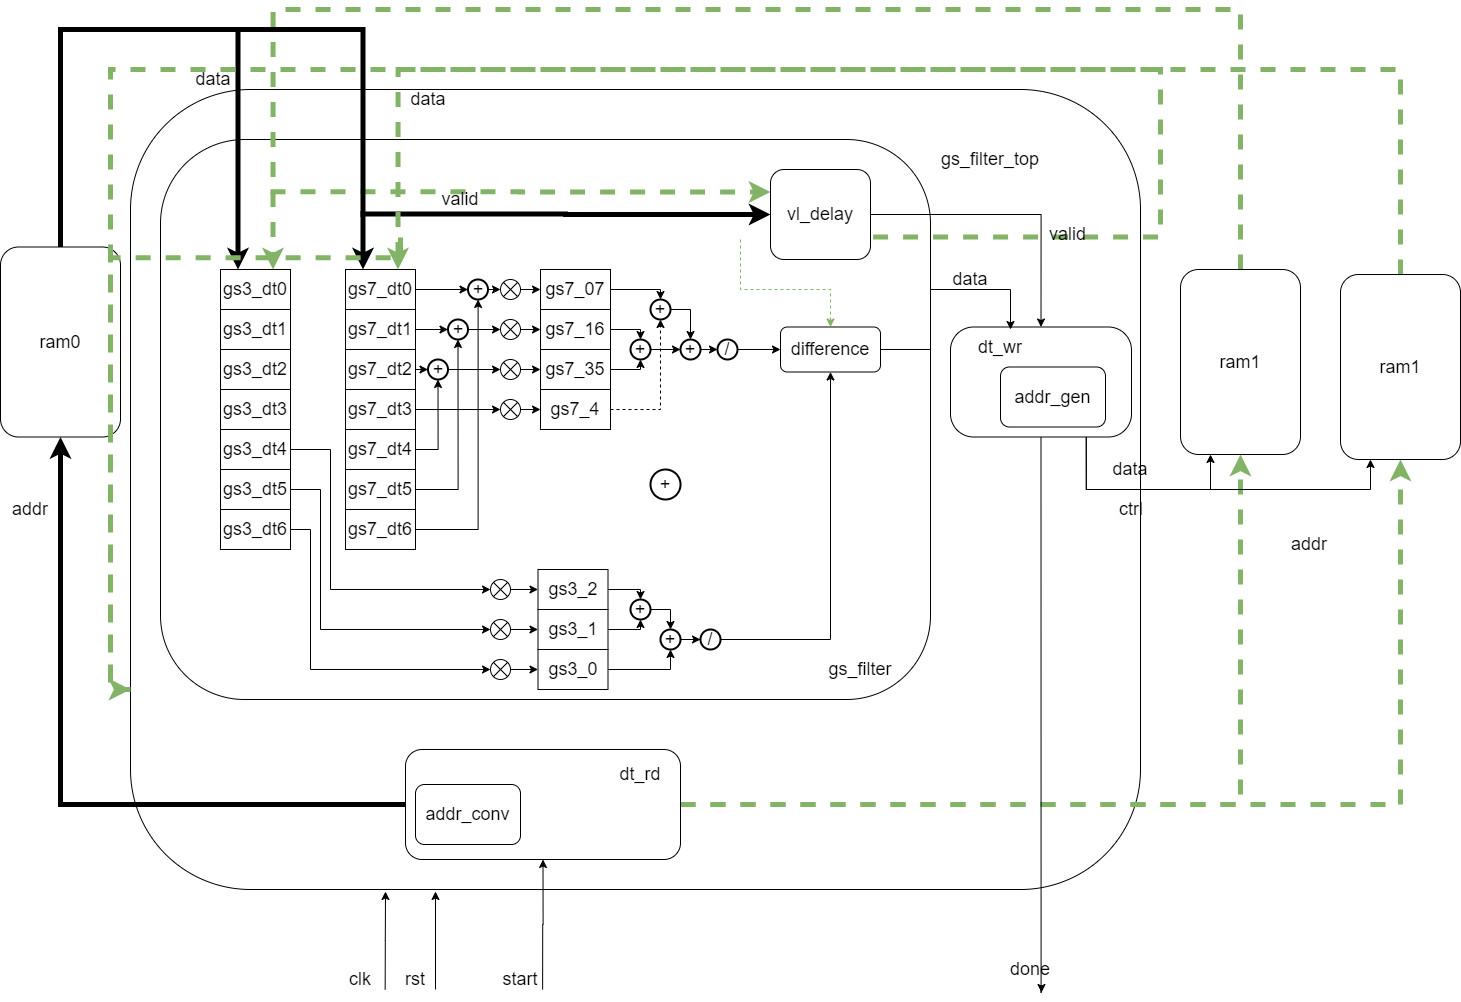 data
data
gs_filter_top
valid
vl_delay
valid
data
ram0
gs3_dt0
gs3_dt1
gs3_dt2
gs3_dt3
gs3_dt4
gs3_dt5
gs3_dt6
gs7_dt0
gs7_dt1
gs7_dt2
gs7_dt3
gs7_dt4
gs7_dt5
gs7_dt6
+
+
+
gs7_07
gs7_16
gs7_35
gs7_4
+
+
+
/
difference
dt_wr
addr_gen
ram1
ram1
data
ctrl
addr
addr
+
gs3_2
gs3_1
gs3_0
+
+
/
gs_filter
dt_rd
addr_conv
clk
rst
start
done